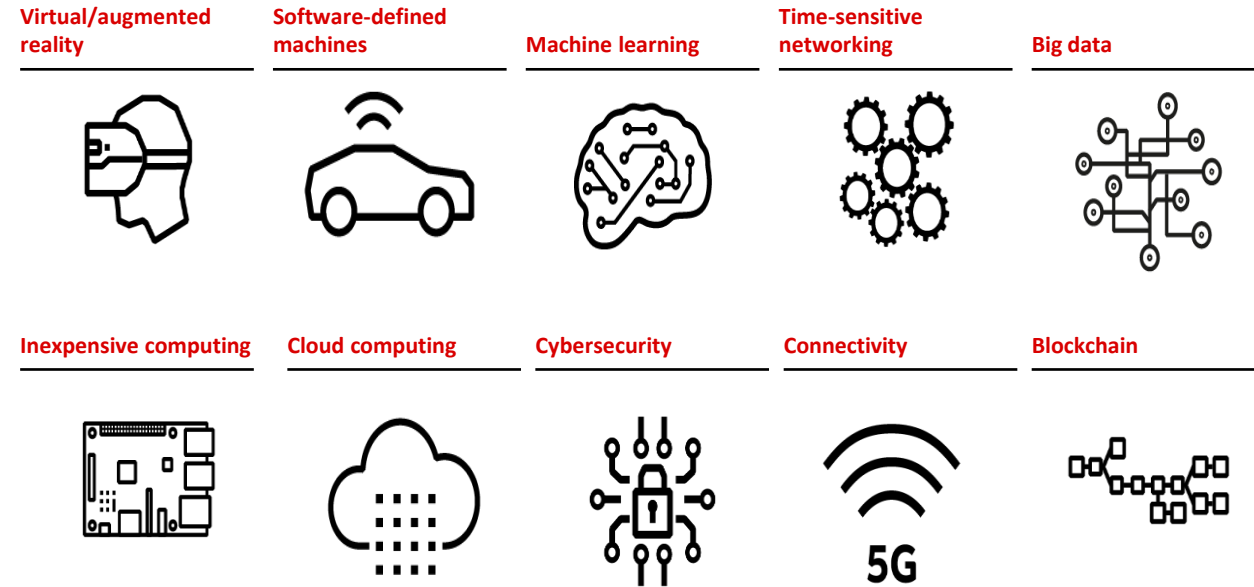 Virtual/augmented
reality
Software-defined
machines
Machine learning
Time-sensitive
networking
Big data
Inexpensive computing
Cloud computing
Cybersecurity
Connectivity
Blockchain
5G